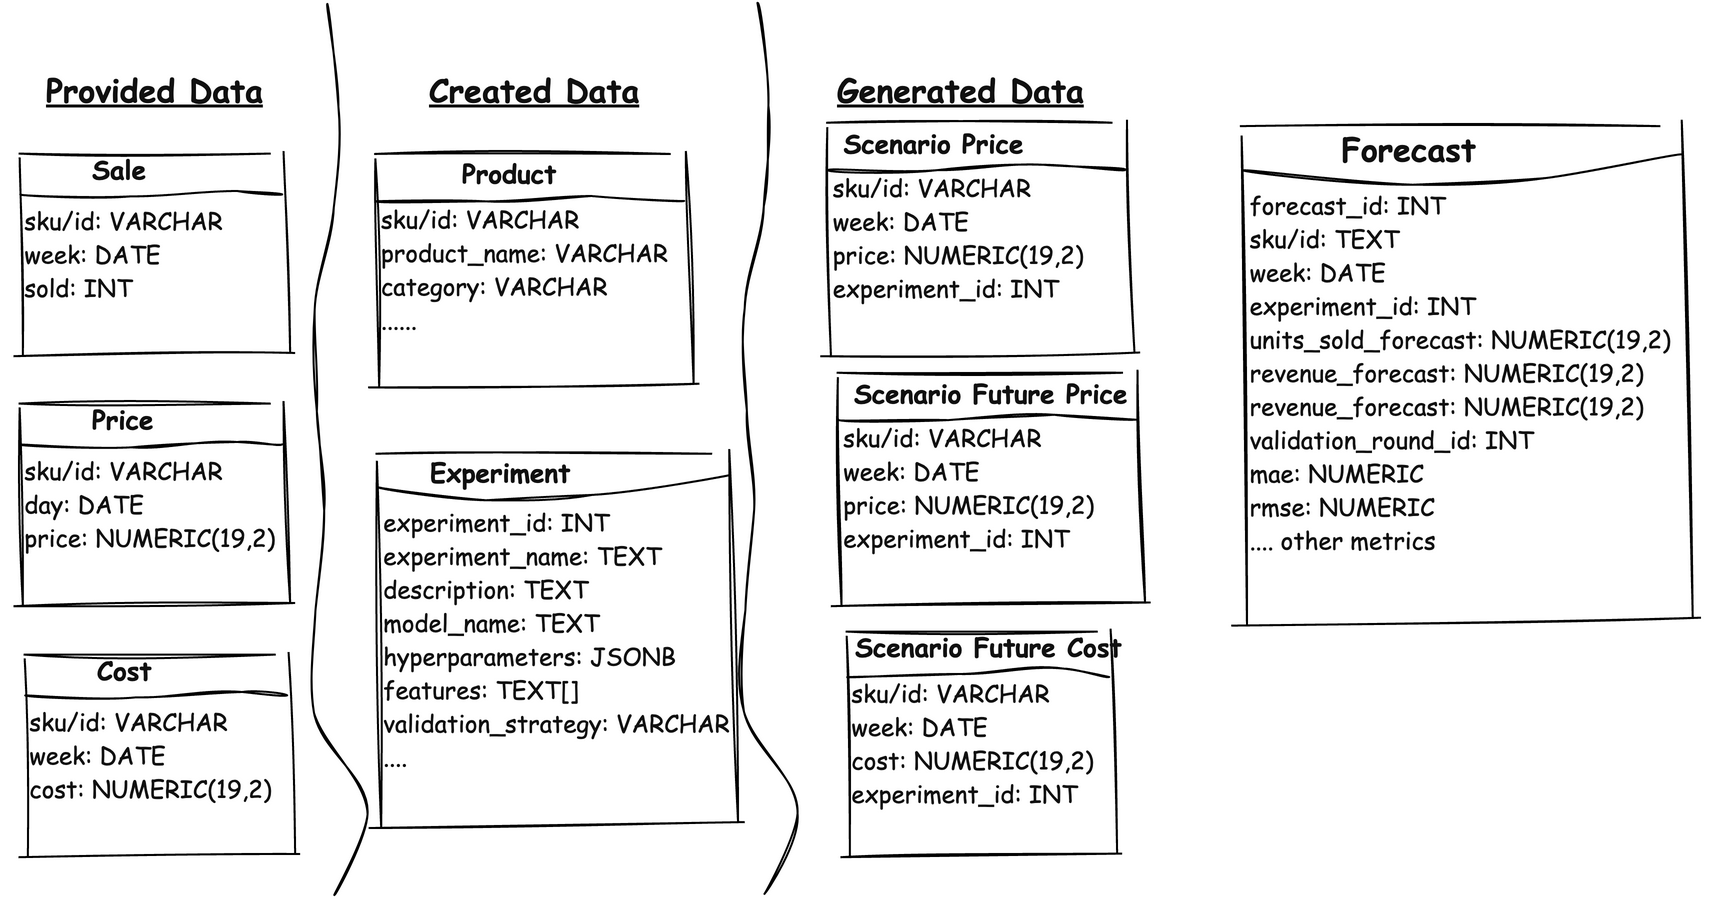 Provided Data
Sale
sku/id: VARCHAR
week: DATE
sold: INT
Price
sku/id: VARCHAR
day: DATE
price: NUMERIC(19,2)
Cost
sku/id: VARCHAR
week: DATE
cost: NUMERIC(19,2)
Created Data
Product
sku/id: VARCHAR
product_name: VARCHAR
category: VARCHAR
......
Experiment
experiment_id: INT
experiment_name: TEXT
description: TEXT
model_name: TEXT
hyperparameters: JSONB
features: TEXT[]
validation_strategy: VARCHAR
....
Generated Data
Scenario Price
sku/id: VARCHAR
week: DATE
price: NUMERIC(19,2)
experiment_id: INT
Scenario Future Price
sku/id: VARCHAR
week: DATE
price: NUMERIC(19,2)
experiment_id: INT
Scenario Future Cost
sku/id: VARCHAR
week: DATE
cost: NUMERIC(19,2)
experiment_id: INT
Forecast
forecast_id: INT
sku/id: TEXT
week: DATE
experiment_id: INT
units_sold_forecast: NUMERIC(19,2)
revenue_forecast: NUMERIC(19,2)
revenue_forecast: NUMERIC(19,2)
validation_round_id: INT
mae: NUMERIC
rmse: NUMERIC
.... other metrics